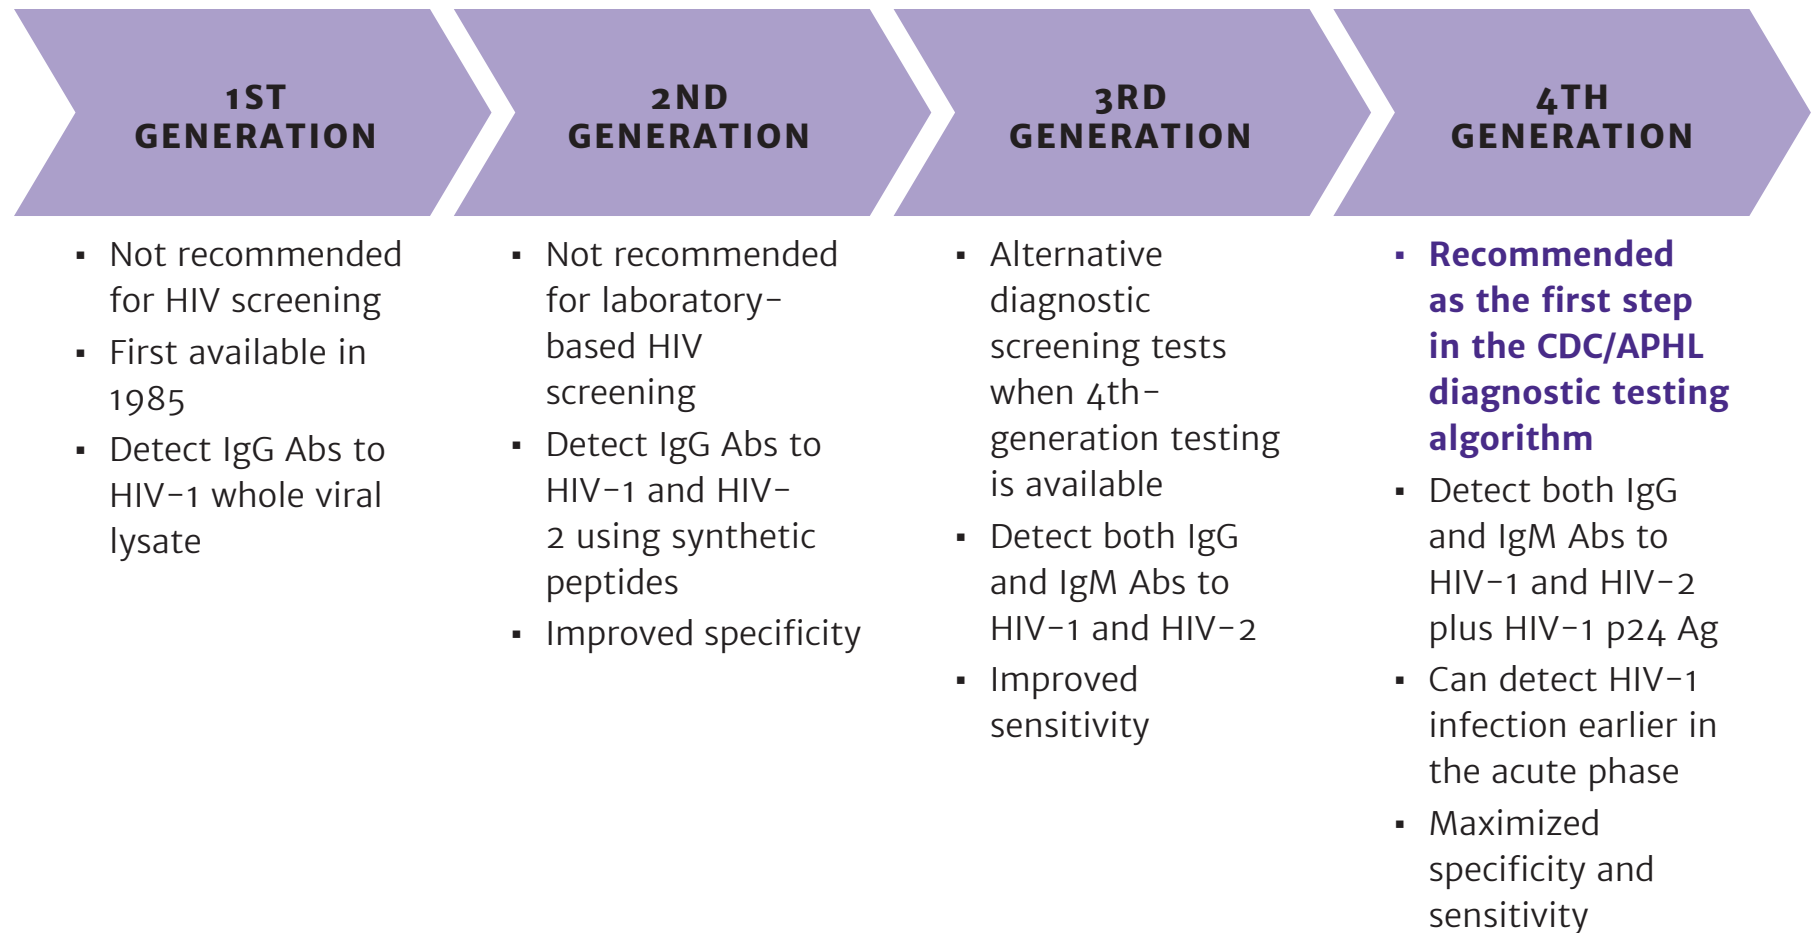 1ST
GENERATION
▪ Not recommended
for HIV screening
▪ First available in
1985
▪ Detect IgG Abs to
HIV-1 whole viral
lysate
2ND
GENERATION
▪ Not recommended
for laboratory-
based HIV
screening
▪ Detect IgG Abs to
HIV-1 and HIV-
2 using synthetic
peptides
▪ Improved specificity
3RD
GENERATION
▪ Alternative
diagnostic
screening tests
when 4th-
generation testing
is available
▪ Detect both IgG
and IgM Abs to
HIV-1 and HIV-2
▪ Improved
sensitivity
4TH
GENERATION
▪ Recommended
as the first step
in the CDC/APHL
diagnostic testing
algorithm
▪ Detect both IgG
and IgM Abs to
HIV-1 and HIV-2
plus HIV-1 p24 Ag
▪ Can detect HIV-1
infection earlier in
the acute phase
▪ Maximized
specificity and
sensitivity